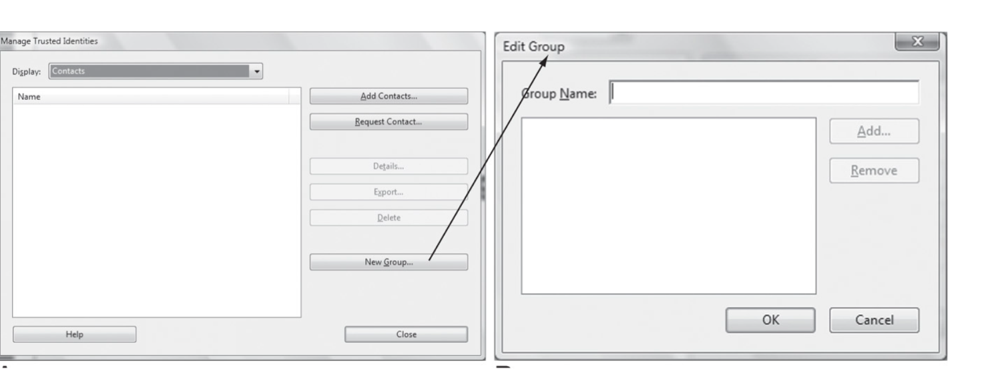 Manage Trusted Identities
Display: Contacts
Name
Add Contacts...
Request Contact...
Details...
Export...
Delete
New Group...
Help
Close
Edit Group
Group Name:
Add...
Remove
OK
Cancel